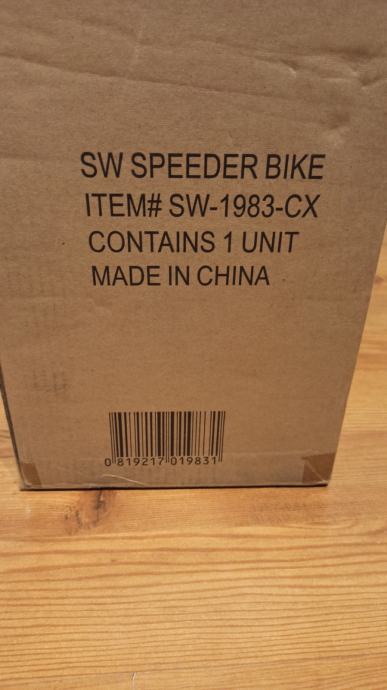 SW SPEEDER BIKE
ITEM# SW-1983-CX
CONTAINS 1 UNIT
MADE IN CHINA
0 819217 019831